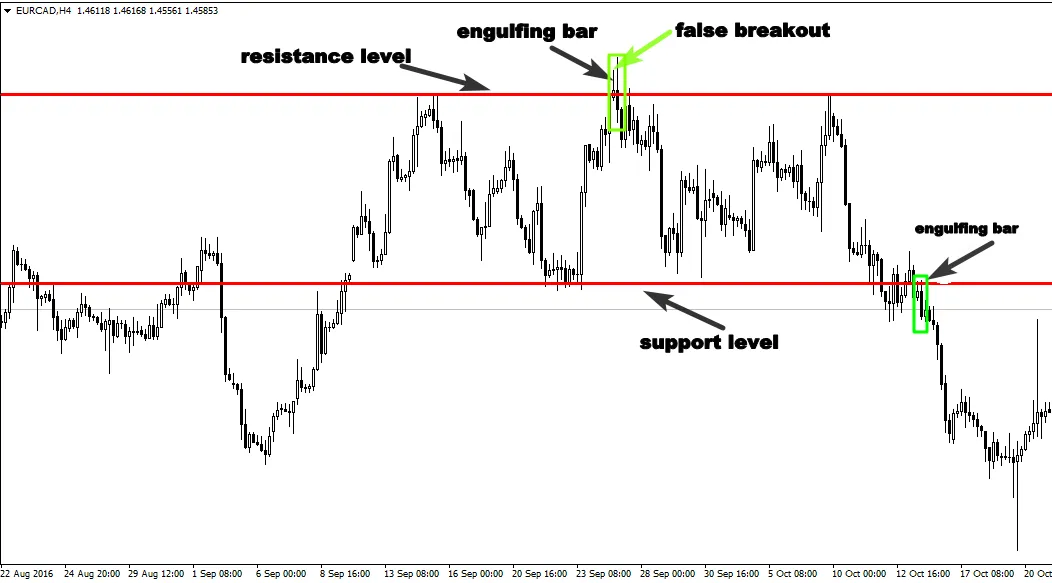 EURCAD,H4 1.46118 1.46168 1.45561 1.45853
engulfing bar
false breakout
resistance level
engulfing bar
support level
22 Aug 2016 24 Aug 20:00 29 Aug 12:00 1 Sep 08:00 6 Sep 00:00 8 Sep 16:00 13 Sep 08:00 16 Sep 00:00 20 Sep 16:00 23 Sep 08:00 28 Sep 00:00 30 Sep 16:00 5 Oct 08:00 10 Oct 00:00 12 Oct 16:00 17 Oct 08:00 20 Oct